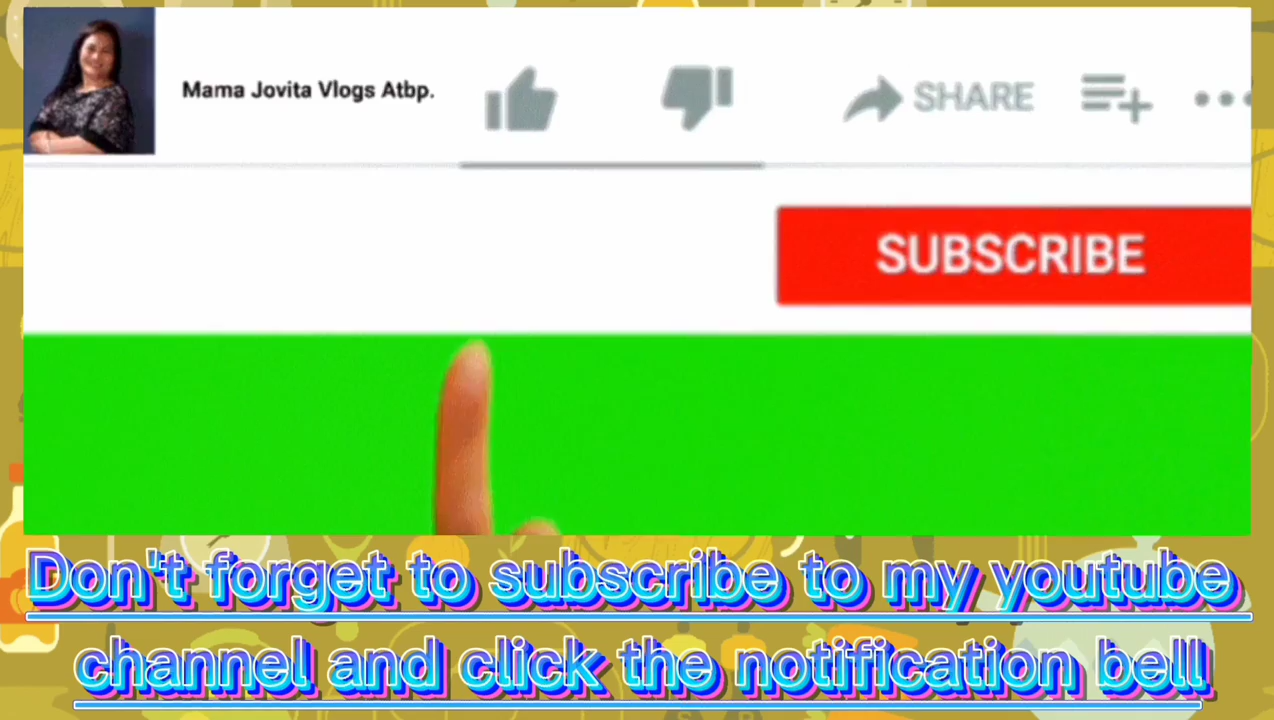 Mama Jovita Vlogs Atbp.
SHARE
SUBSCRIBE
Don't forget to subscribe to my youtube
channel and click the notification bell